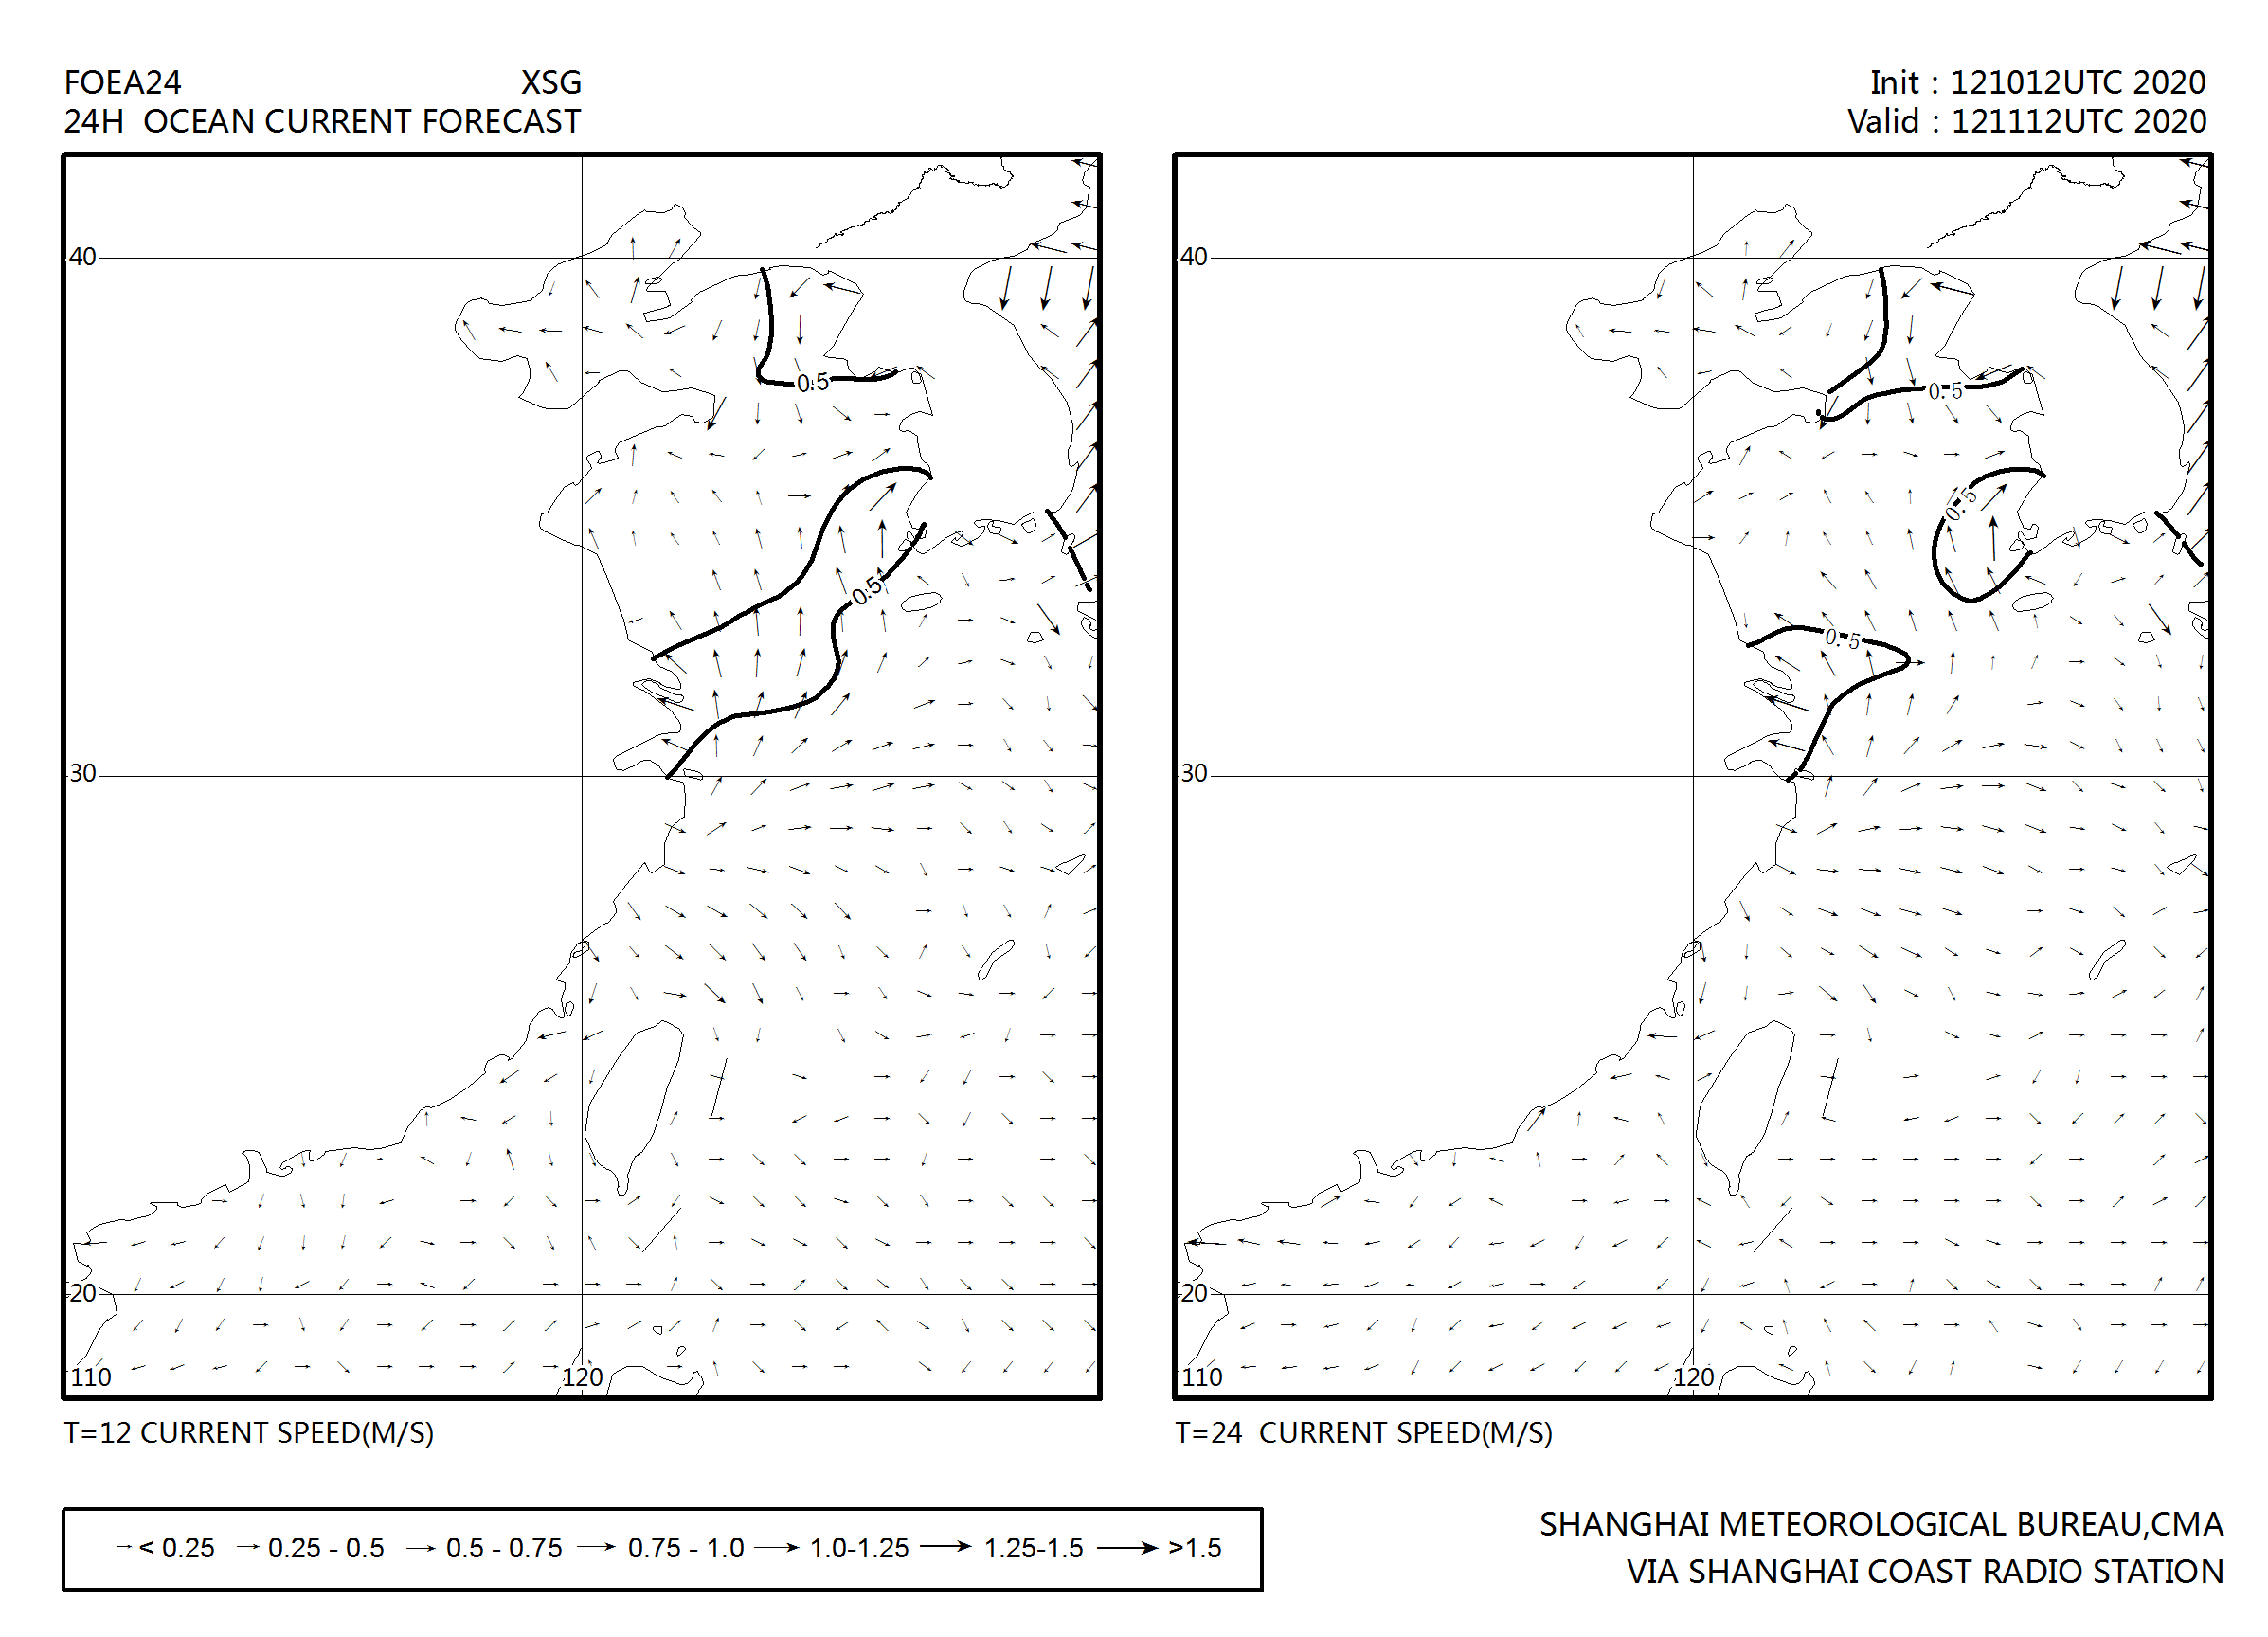 FOEA24 XSG
24H OCEAN CURRENT FORECAST
Init : 121012UTC 2020
Valid : 121112UTC 2020
40
30
20
110
120
0.5
0.5
T=12 CURRENT SPEED(M/S)
40
30
20
110
120
0.5
0.5
0.5
T=24 CURRENT SPEED(M/S)
< 0.25 0.25 - 0.5 0.5 - 0.75 0.75 - 1.0 1.0-1.25 1.25-1.5 >1.5
SHANGHAI METEOROLOGICAL BUREAU,CMA
VIA SHANGHAI COAST RADIO STATION